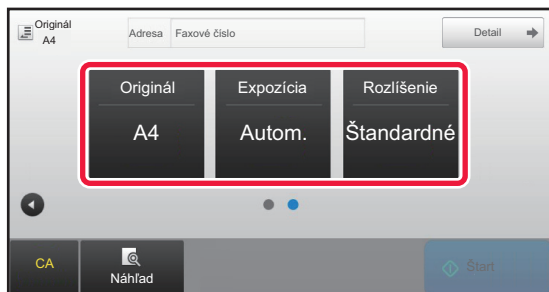 Originál
A4
Adresa Faxové číslo
Detail
Originál
A4
Expozícia
Autom.
Rozlíšenie
Štandardné
CA
Náhľad
Štart